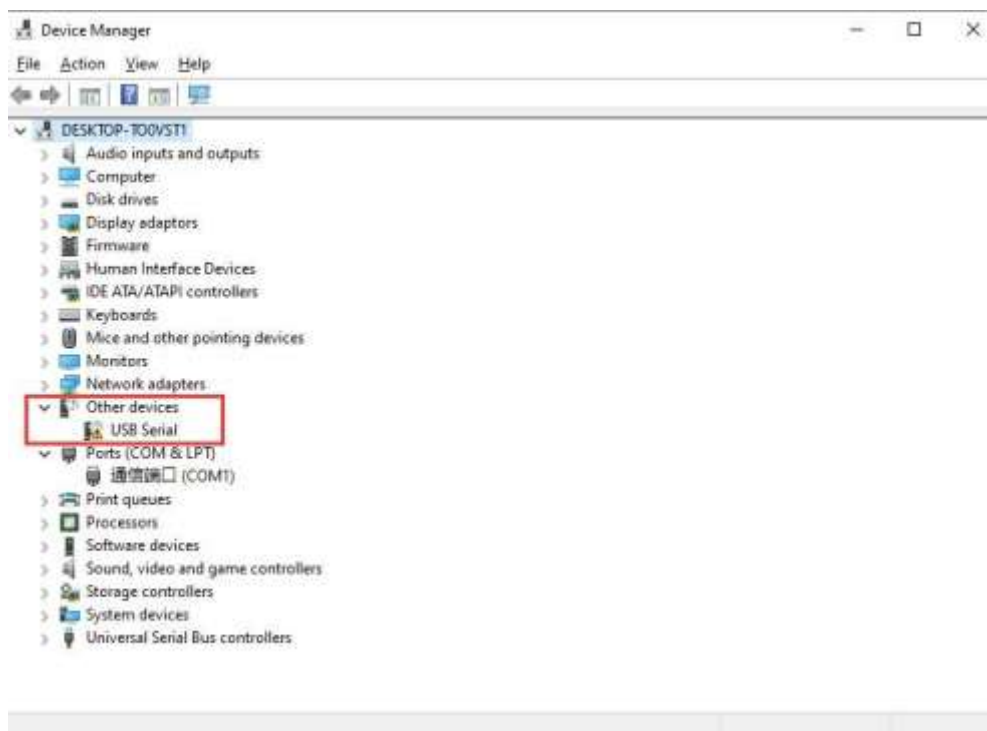 Device Manager
File Action View Help
DESKTOP-TO0VST1
Audio inputs and outputs
Computer
Disk drives
Display adaptors
Firmware
Human Interface Devices
IDE ATA/ATAPI controllers
Keyboards
Mice and other pointing devices
Monitors
Network adapters
Other devices
USB Serial
Ports (COM & LPT)
通信端口 (COM1)
Print queues
Processors
Software devices
Sound, video and game controllers
Storage controllers
System devices
Universal Serial Bus controllers